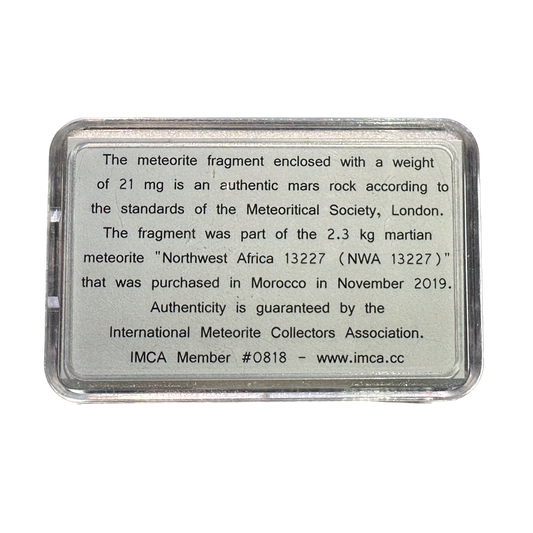 The meteorite fragment enclosed with a weight
of 21 mg is an authentic mars rock according to
the standards of the Meteoritical Society, London.
The fragment was part of the 2.3 kg martian
meteorite "Northwest Africa 13227 (NWA 13227)"
that was purchased in Morocco in November 2019.
Authenticity is guaranteed by the
International Meteorite Collectors Association.
IMCA Member #0818 - www.imca.cc